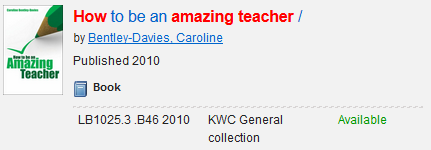 Caroline Bentley-Davies
How to be an
Amazing
Teacher
How to be an amazing teacher /
by Bentley-Davies, Caroline
Published 2010
Book
LB1025.3 .B46 2010 KWC General collection Available